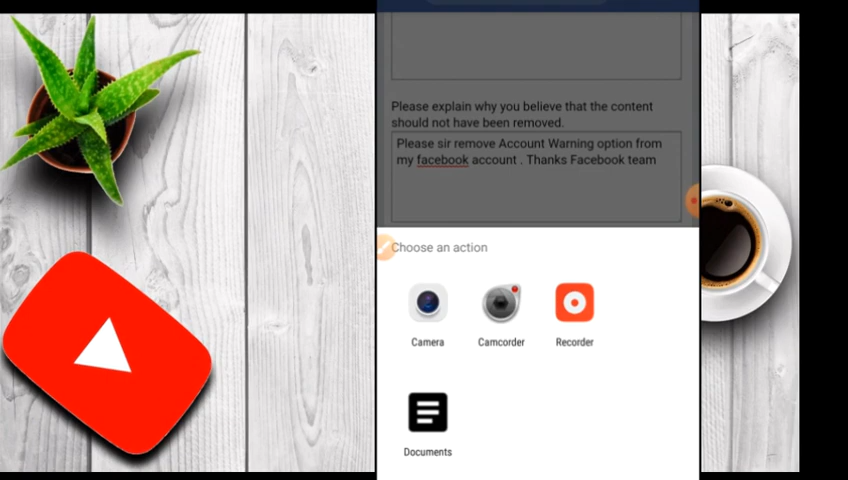 Please explain why you believe that the content
should not have been removed.
Please sir remove Account Warning option from
my facebook account . Thanks Facebook team
Choose an action
Camera
Camcorder
Recorder
Documents